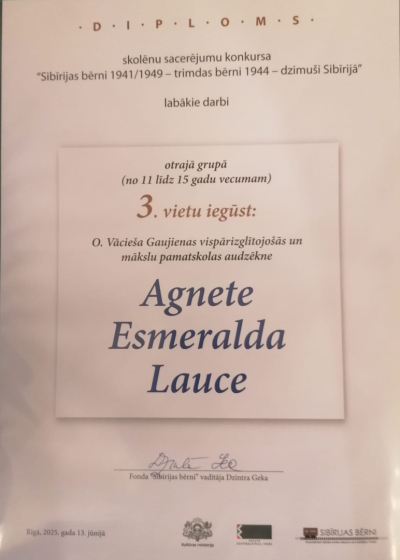 · D · I · P · L · O · M · S ·
skolēnu sacerējumu konkursa
"Sibīrijas bērni 1941/1949 – trimdas bērni 1944 – dzimuši Sibīrijā"
labākie darbi
otrajā grupā
(no 11 līdz 15 gadu vecumam)
3. vietu iegūst:
O. Vācieša Gaujienas vispārizglītojošās un
mākslu pamatskolas audzēkne
Agnete
Esmeralda
Lauce
Fonda "Sibīrijas bērni" vadītāja Dzintra Geka
Rīgā, 2025. gada 13. jūnijā
Kultūras ministrija
SIBĪRIJAS BĒRNI